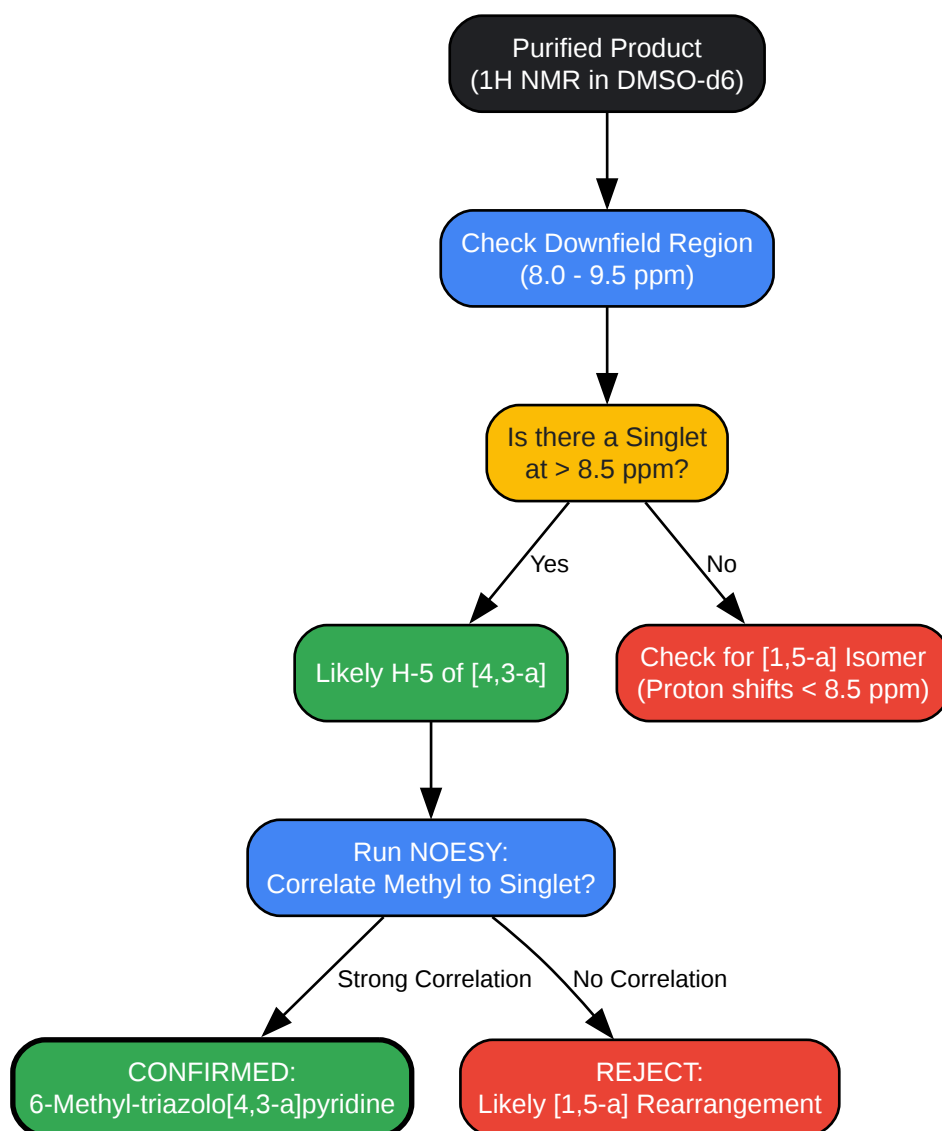 Purified Product
(1H NMR in DMSO-d6)
Check Downfield Region
(8.0 - 9.5 ppm)
Is there a Singlet
at > 8.5 ppm?
Yes
No
Likely H-5 of [4,3-a]
Check for [1,5-a] Isomer
(Proton shifts < 8.5 ppm)
Run NOESY:
Correlate Methyl to Singlet?
Strong Correlation
No Correlation
CONFIRMED:
6-Methyl-triazolo[4,3-a]pyridine
REJECT:
Likely [1,5-a] Rearrangement